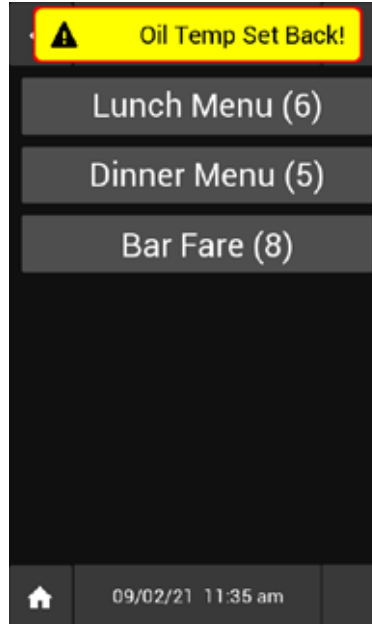 Oil Temp Set Back!
Lunch Menu (6)
Dinner Menu (5)
Bar Fare (8)
09/02/21 11:35 am